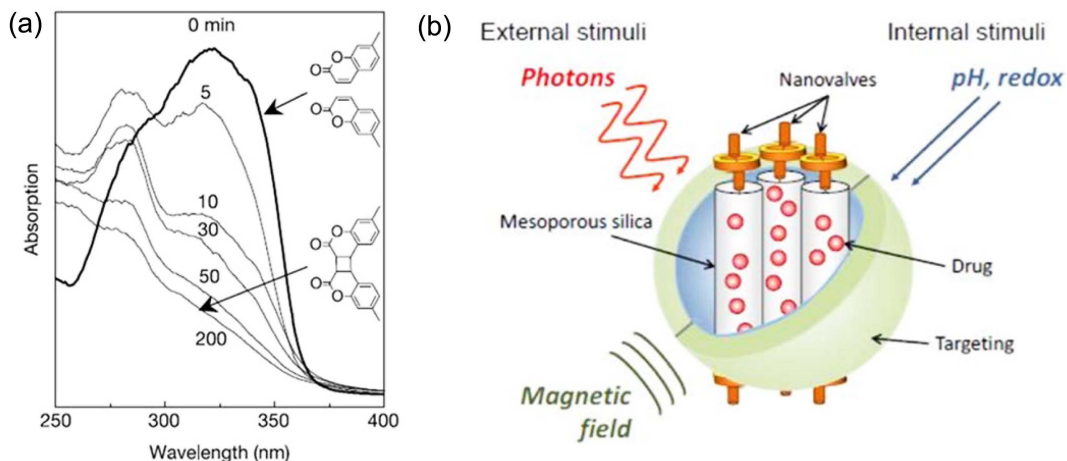 (a)
0 min
5
10
30
50
200
O
O
O
O
O
O
O
O
Absorption
250
300
350
400
Wavelength (nm)
(b)
External stimuli
Internal stimuli
Photons
Nanovalves
pH, redox
Mesoporous silica
Drug
Targeting
Magnetic
field